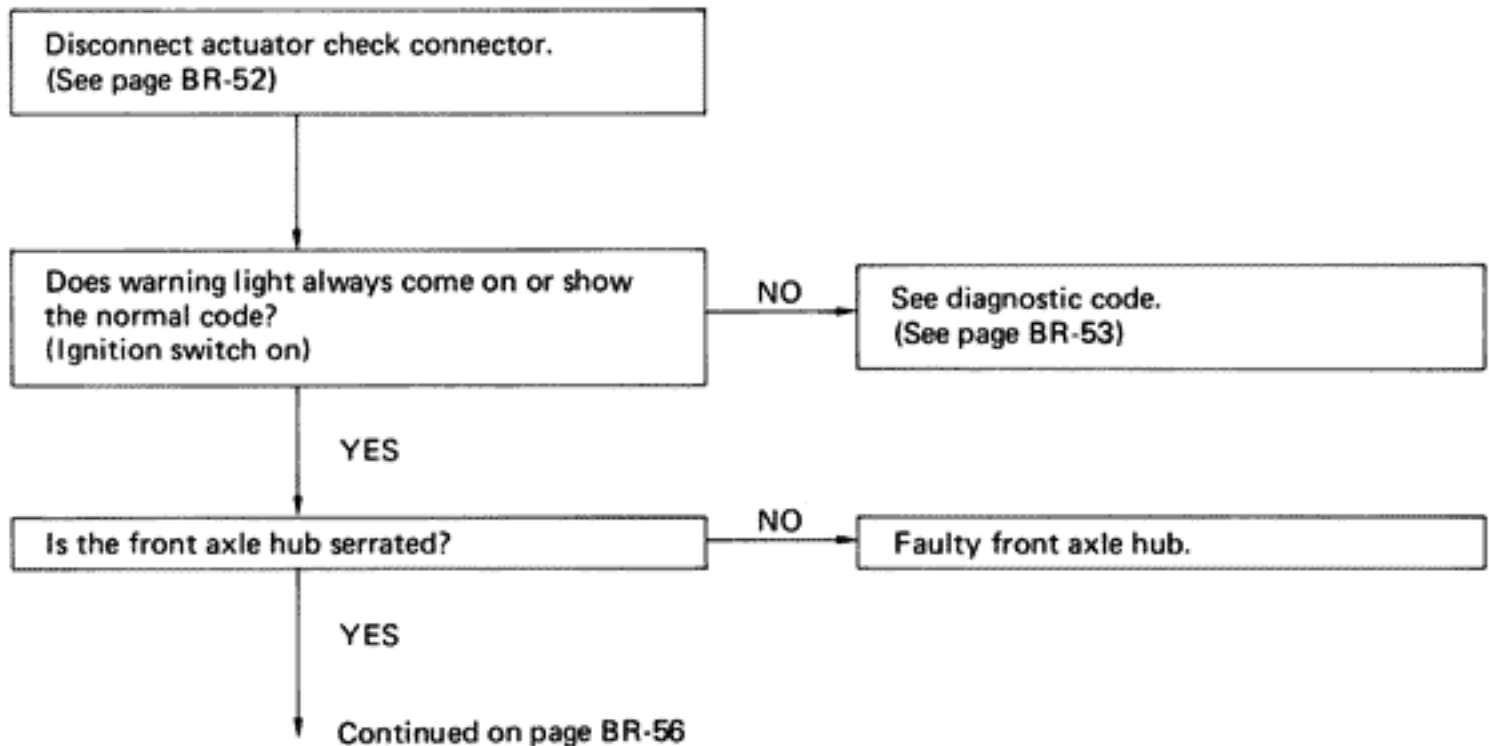 Disconnect actuator check connector.
(See page BR-52)
Does warning light always come on or show
the normal code?
(Ignition switch on)
NO
See diagnostic code.
(See page BR-53)
YES
Is the front axle hub serrated?
NO
Faulty front axle hub.
YES
Continued on page BR-56